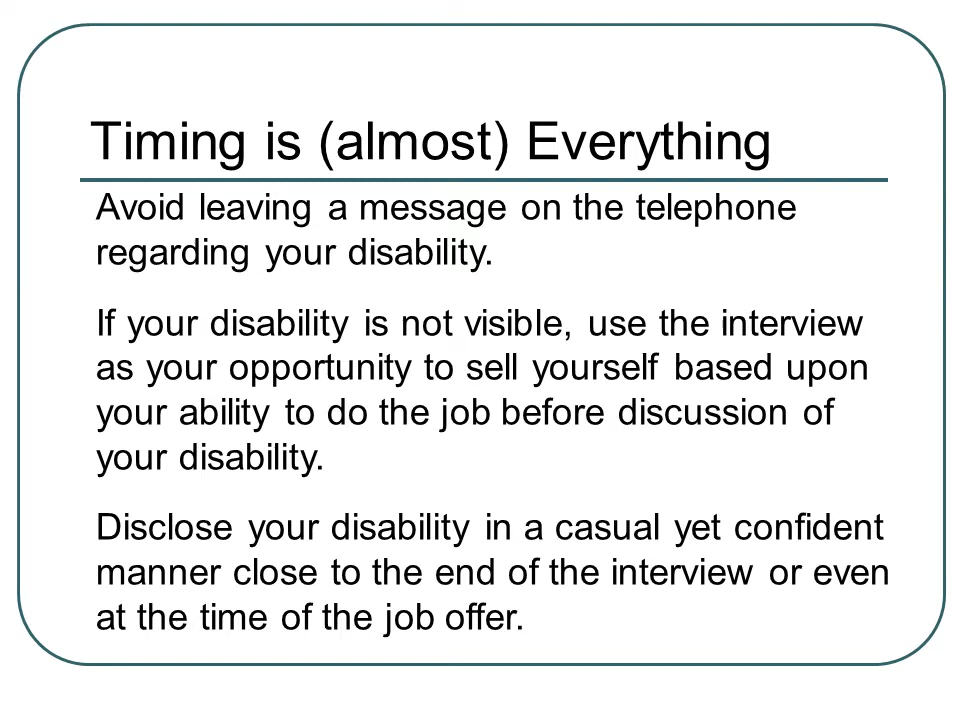 Timing is (almost) Everything
Avoid leaving a message on the telephone
regarding your disability.
If your disability is not visible, use the interview
as your opportunity to sell yourself based upon
your ability to do the job before discussion of
your disability.
Disclose your disability in a casual yet confident
manner close to the end of the interview or even
at the time of the job offer.